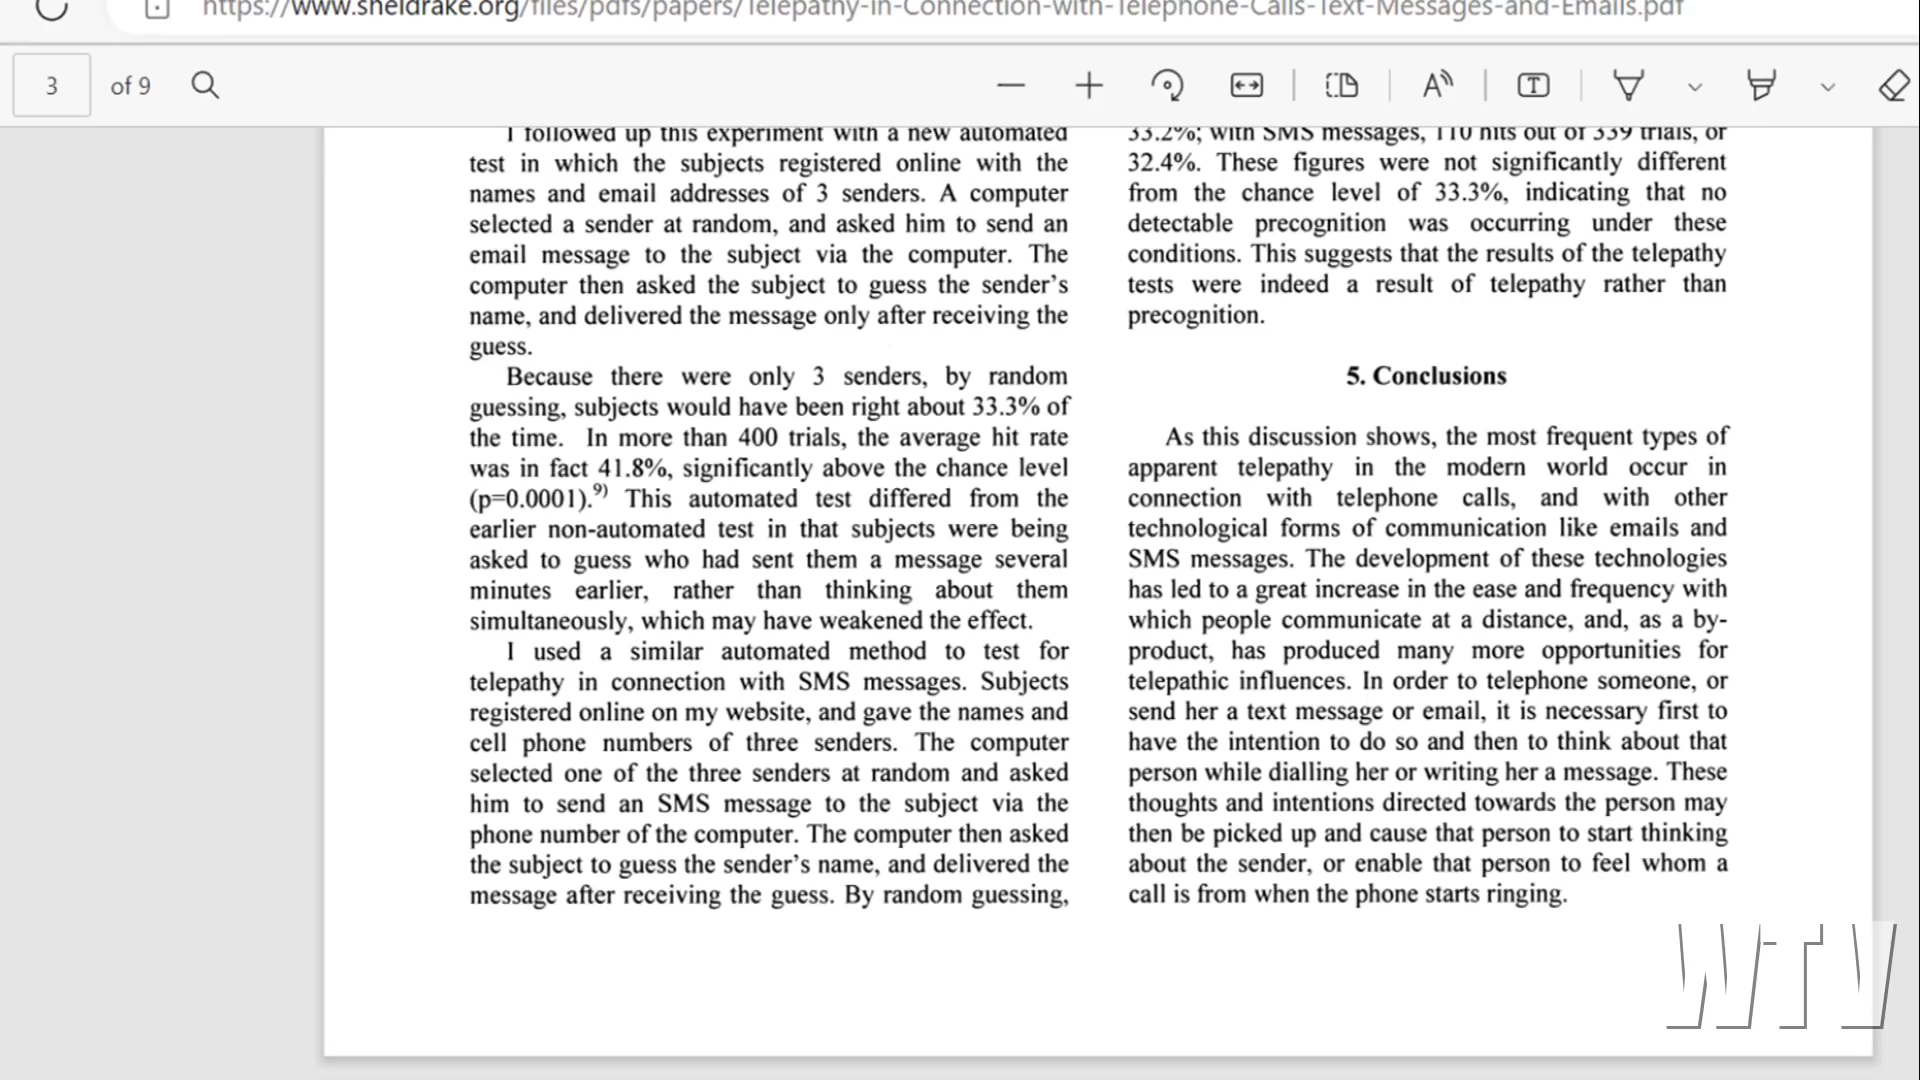 https://www.sheldrake.org/files/pdfs/papers/Telepathy-in-Connection-with-Telephone-Calls-Text-Messages-and-Emails.pdf
3 of 9
I followed up this experiment with a new automated
test in which the subjects registered online with the
names and email addresses of 3 senders. A computer
selected a sender at random, and asked him to send an
email message to the subject via the computer. The
computer then asked the subject to guess the sender's
name, and delivered the message only after receiving the
guess.
Because there were only 3 senders, by random
guessing, subjects would have been right about 33.3% of
the time. In more than 400 trials, the average hit rate
was in fact 41.8%, significantly above the chance level
(p=0.0001).9) This automated test differed from the
earlier non-automated test in that subjects were being
asked to guess who had sent them a message several
minutes earlier, rather than thinking about them
simultaneously, which may have weakened the effect.
I used a similar automated method to test for
telepathy in connection with SMS messages. Subjects
registered online on my website, and gave the names and
cell phone numbers of three senders. The computer
selected one of the three senders at random and asked
him to send an SMS message to the subject via the
phone number of the computer. The computer then asked
the subject to guess the sender's name, and delivered the
message after receiving the guess. By random guessing,
33.2%; with SMS messages, 110 hits out of 339 trials, or
32.4%. These figures were not significantly different
from the chance level of 33.3%, indicating that no
detectable precognition was occurring under these
conditions. This suggests that the results of the telepathy
tests were indeed a result of telepathy rather than
precognition.
5. Conclusions
As this discussion shows, the most frequent types of
apparent telepathy in the modern world occur in
connection with telephone calls, and with other
technological forms of communication like emails and
SMS messages. The development of these technologies
has led to a great increase in the ease and frequency with
which people communicate at a distance, and, as a by-
product, has produced many more opportunities for
telepathic influences. In order to telephone someone, or
send her a text message or email, it is necessary first to
have the intention to do so and then to think about that
person while dialling her or writing her a message. These
thoughts and intentions directed towards the person may
then be picked up and cause that person to start thinking
about the sender, or enable that person to feel whom a
call is from when the phone starts ringing.
WTV